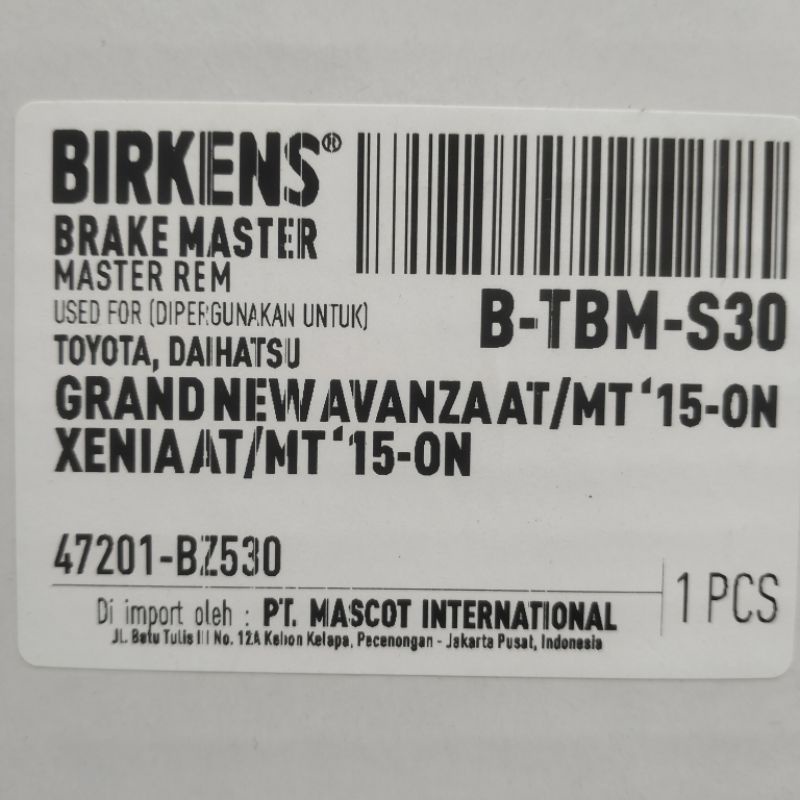 BIRKENS®
BRAKE MASTER
MASTER REM
USED FOR (DIPERGUNAKAN UNTUK)
B-TBM-S30
TOYOTA, DAIHATSU
GRAND NEW AVANZA AT/MT '15-ON
XENIA AT/MT '15-ON
47201-BZ530
1 PCS
Di import oleh : PT. MASCOT INTERNATIONAL
JL. Batu Tulis III No. 12A Kebon Kelapa, Pecenongan - Jakarta Pusat, Indonesia